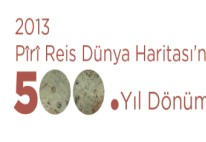 2013
Pîrî Reis Dünya Haritası'n
500.Yıl Dönüm